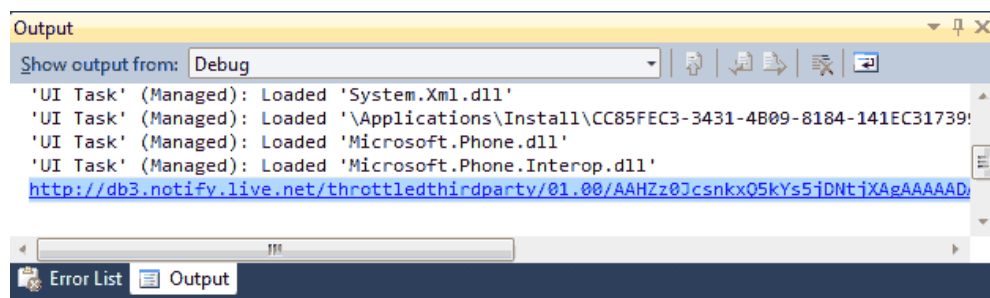 Output
Show output from: Debug
'UI Task' (Managed): Loaded 'System.Xml.dll'
'UI Task' (Managed): Loaded '\Applications\Install\CC85FEC3-3431-4B09-8184-141EC317399
'UI Task' (Managed): Loaded 'Microsoft.Phone.dll'
'UI Task' (Managed): Loaded 'Microsoft.Phone.Interop.dll'
http://db3.notify.live.net/throttledthirdparty/01.00/AAHZz0JcsnkxQ5kYs5jDNtjXAgAAAAADA
Error List Output